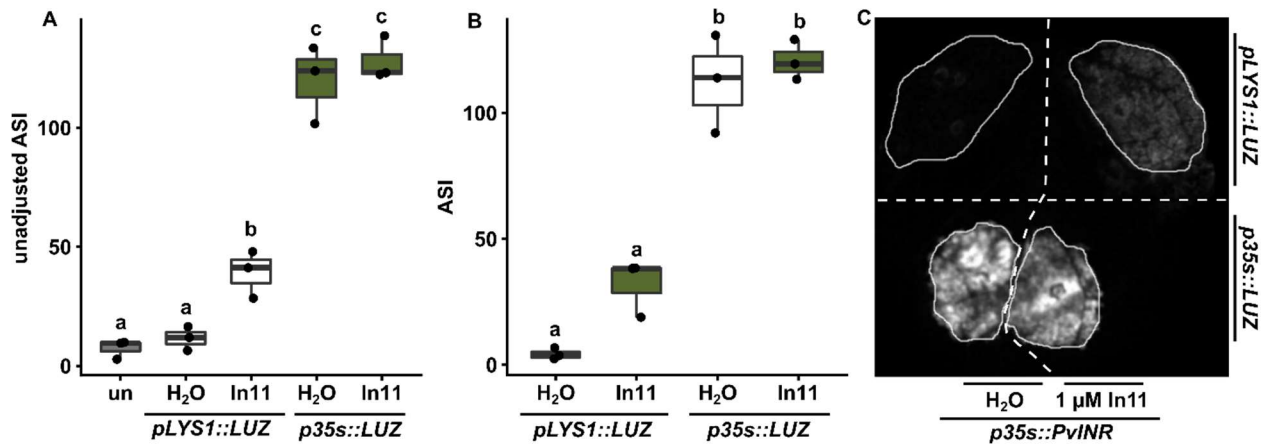 A
unadjusted ASI
100
50
0
a
a
b
c
c
un
H₂O
In11
H₂O
In11
pLYS1::LUZ
p35s::LUZ
B
ASI
100
50
0
a
a
b
b
H₂O
In11
H₂O
In11
pLYS1::LUZ
p35s::LUZ
C
pLYS1::LUZ
p35s::LUZ
H₂O
1 µM In11
p35s::PvINR